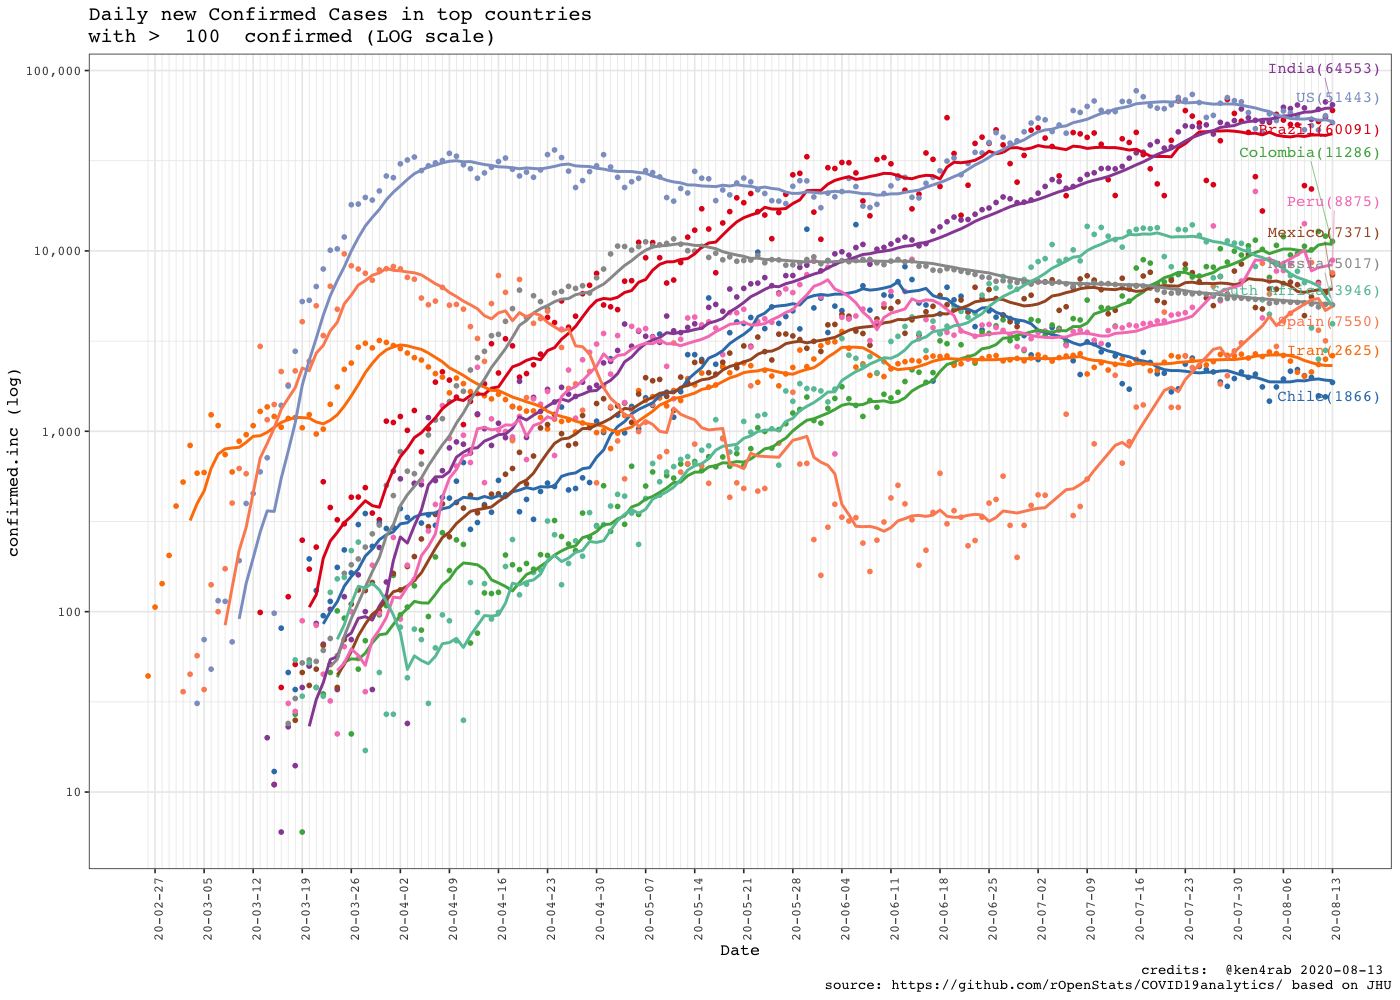 Daily new Confirmed Cases in top countries
with >  100  confirmed (LOG scale)
100,000
10,000
1,000
100
10
confirmed.inc (log)
India(64553)
US(51443)
Brazil(60091)
Colombia(11286)
Peru(8875)
Mexico(7371)
Russia(5017)
South Africa(3946)
Spain(7550)
Iran(2625)
Chile(1866)
20-02-27
20-03-05
20-03-12
20-03-19
20-03-26
20-04-02
20-04-09
20-04-16
20-04-23
20-04-30
20-05-07
20-05-14
20-05-21
20-05-28
20-06-04
20-06-11
20-06-18
20-06-25
20-07-02
20-07-09
20-07-16
20-07-23
20-07-30
20-08-06
20-08-13
Date
credits:  @ken4rab 2020-08-13
source: https://github.com/rOpenStats/COVID19analytics/ based on JHU